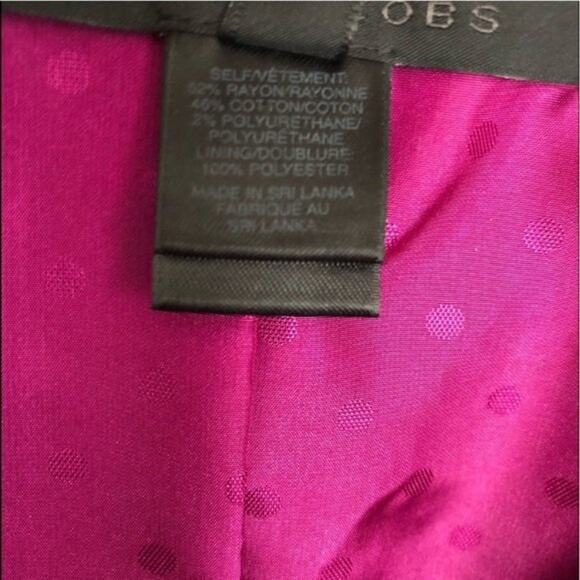 OBS
SELF/VÊTEMENT:
52% RAYON/RAYONNE
46% COTTON/COTON
2% POLYURETHANE/
POLYURÉTHANE
LINING/DOUBLURE:
100% POLYESTER
MADE IN SRI LANKA
FABRIQUE AU
SRI LANKA